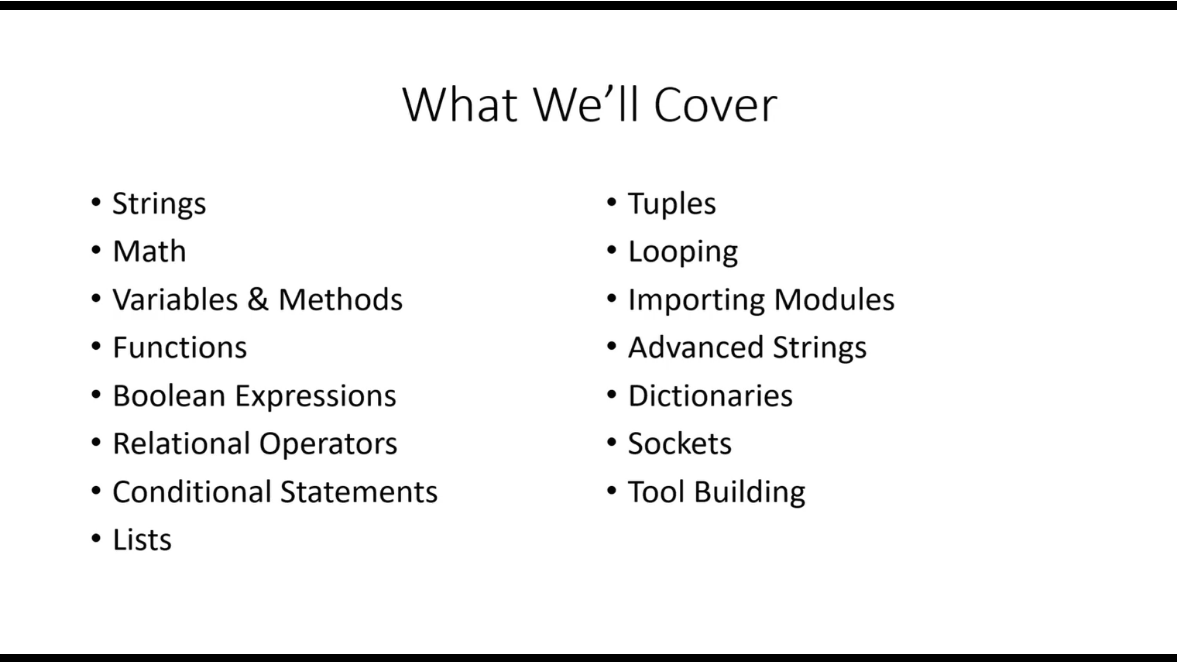 What We’ll Cover
• Strings
• Math
• Variables & Methods
• Functions
• Boolean Expressions
• Relational Operators
• Conditional Statements
• Lists
• Tuples
• Looping
• Importing Modules
• Advanced Strings
• Dictionaries
• Sockets
• Tool Building